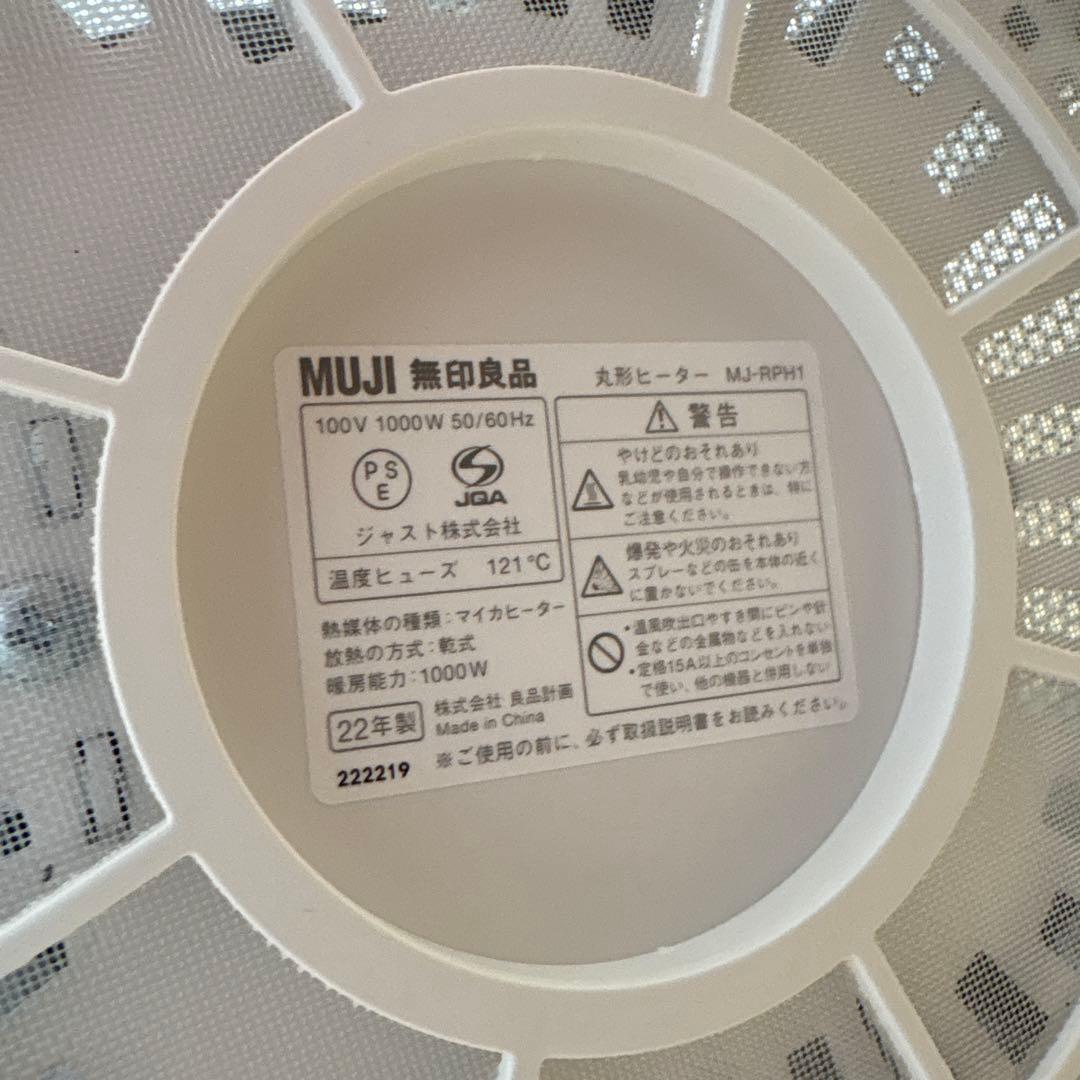 MUJI 無印良品
丸形ヒーター MJ-RPH1
100V 1000W 50/60Hz
PS
E
JQA
ジャスト株式会社
温度ヒューズ 121℃
熱媒体の種類：マイカヒーター
放熱の方式：乾式
暖房能力：1000W
22年製
株式会社 良品計画
Made in China
222219
※ご使用の前に、必ず取扱説明書をお読みください。
警告
やけどのおそれあり
乳幼児や自分で操作できない方
などが使用されるときは、特に
ご注意ください。
爆発や火災のおそれあり
スプレーなどの缶を本体の近く
に置かないでください。
・温風吹出口やすき間にピンや針
金などの金属物などを入れない
・定格15A以上のコンセントを単独
で使い、他の機器と併用しない